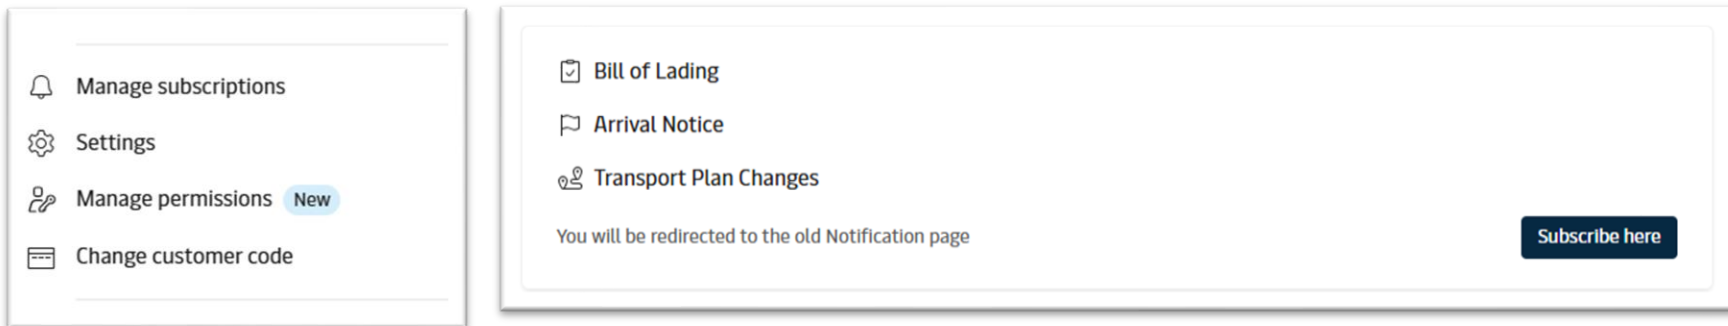 Manage subscriptions
Settings
Manage permissions New
Change customer code
Bill of Lading
Arrival Notice
Transport Plan Changes
You will be redirected to the old Notification page
Subscribe here